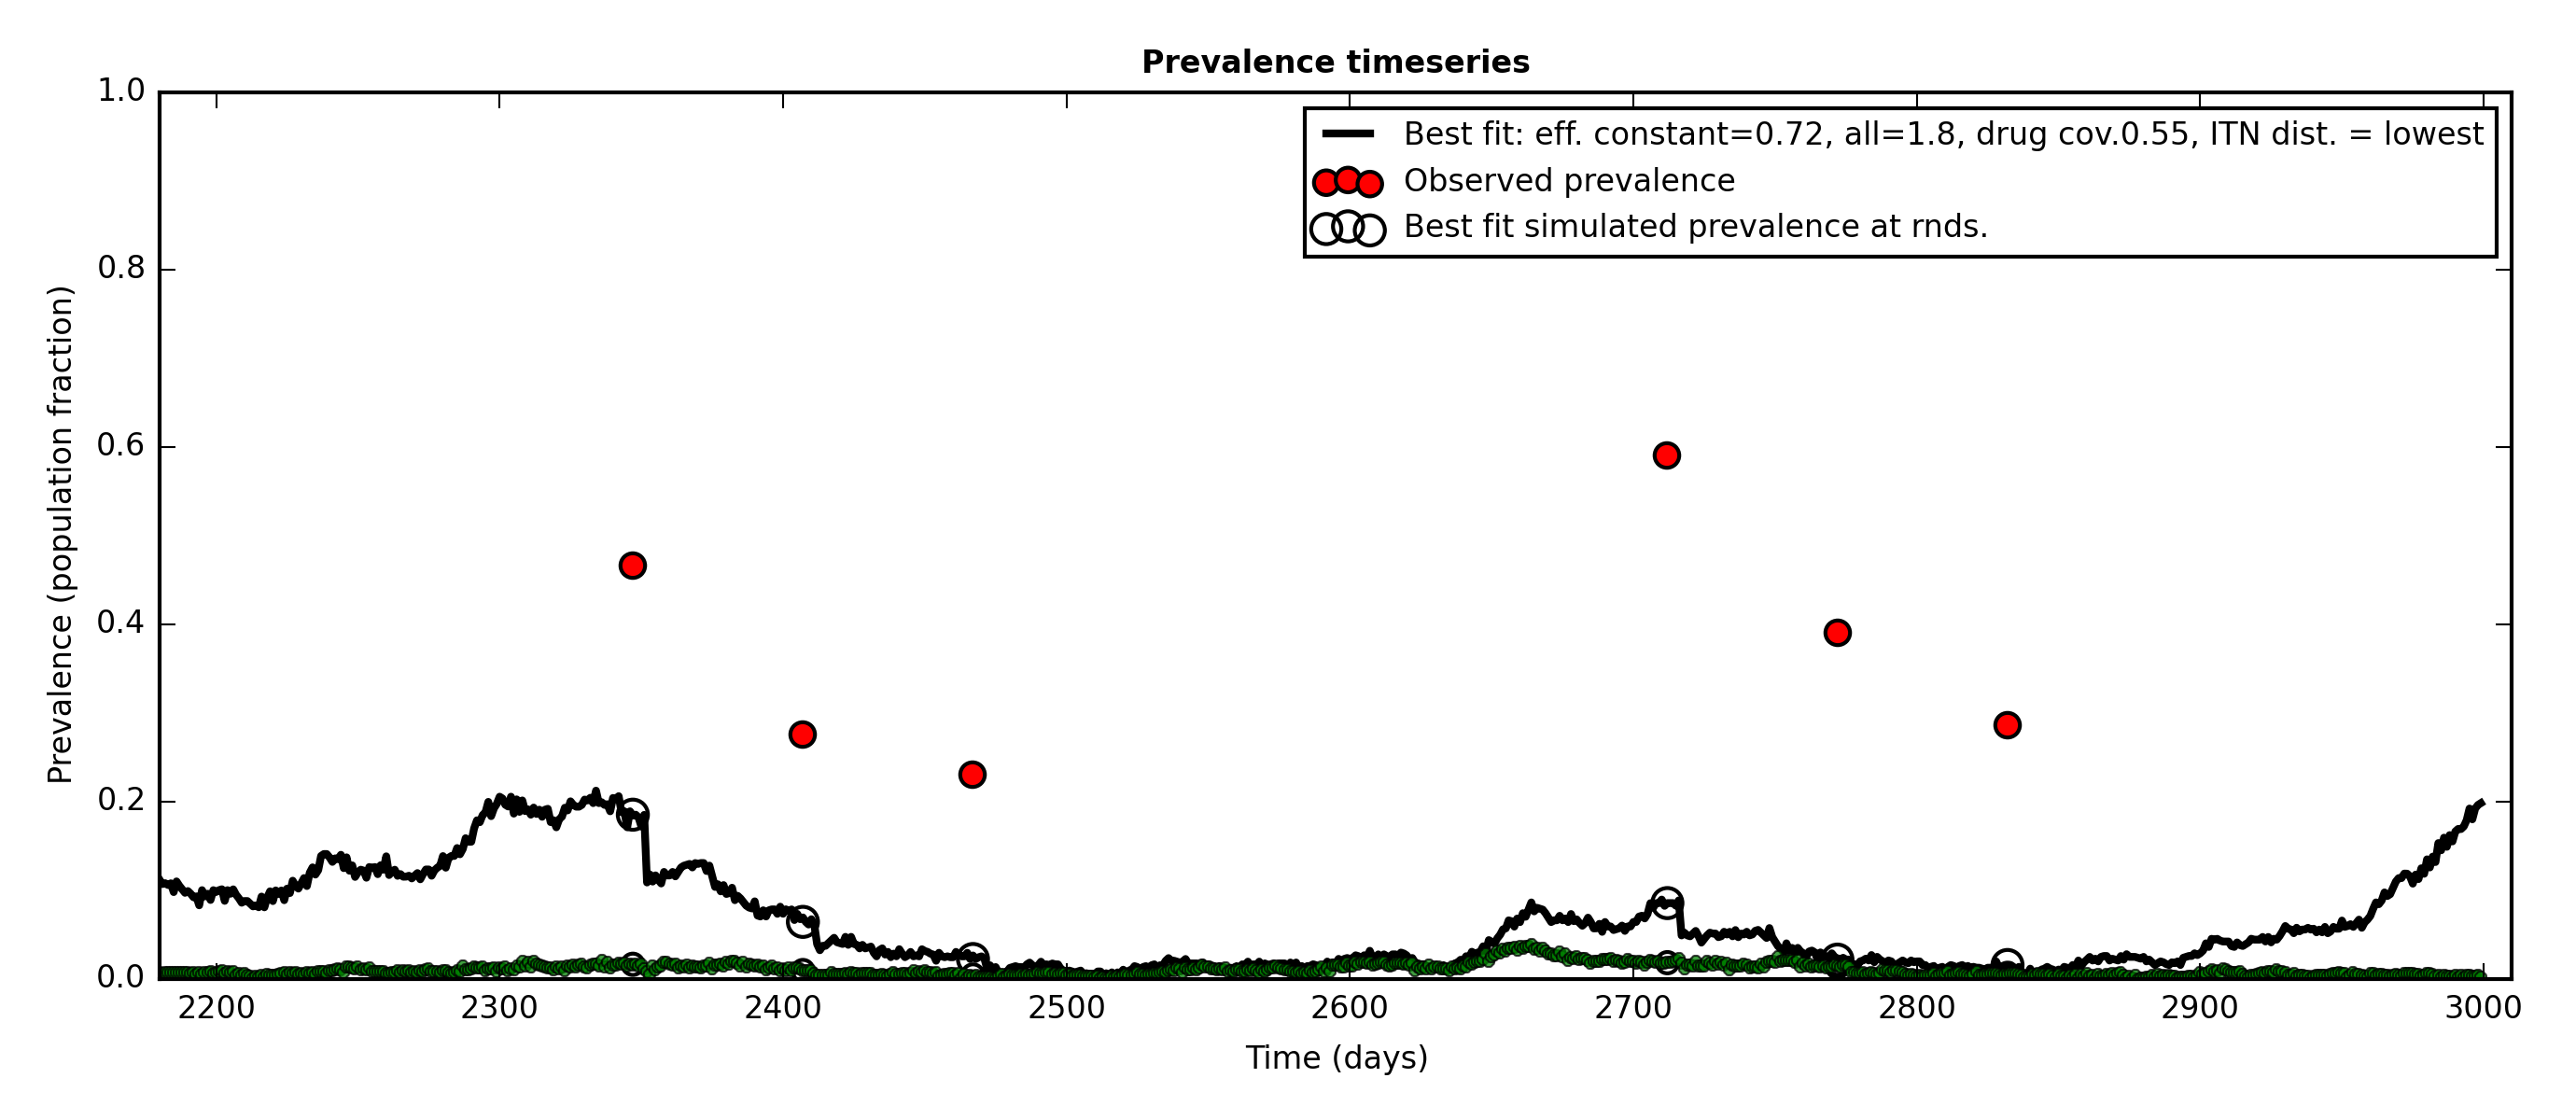 Prevalence timeseries
1.0
0.8
0.6
0.4
0.2
0.0
Prevalence (population fraction)
Best fit: eff. constant=0.72, all=1.8, drug cov.0.55, ITN dist. = lowest
Observed prevalence
Best fit simulated prevalence at rnds.
2200 2300 2400 2500 2600 2700 2800 2900 3000
Time (days)